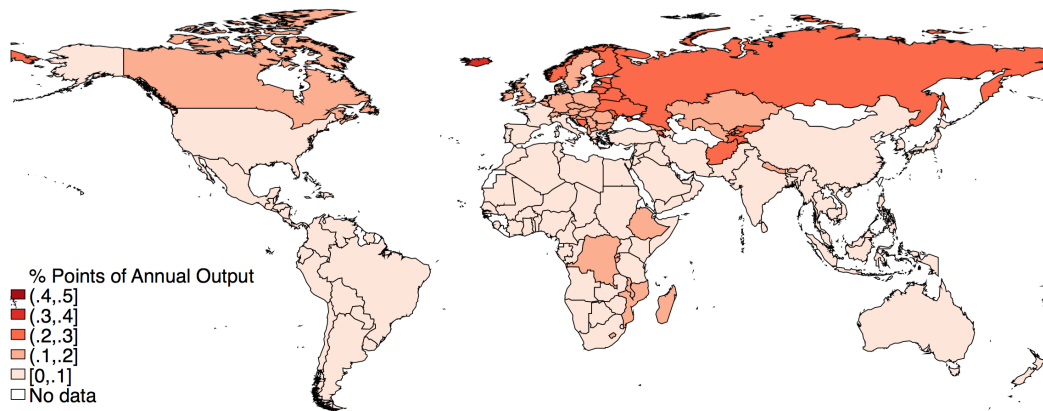 % Points of Annual Output
(.4,.5]
(.3,.4]
(.2,.3]
(.1,.2]
[0,.1]
No data